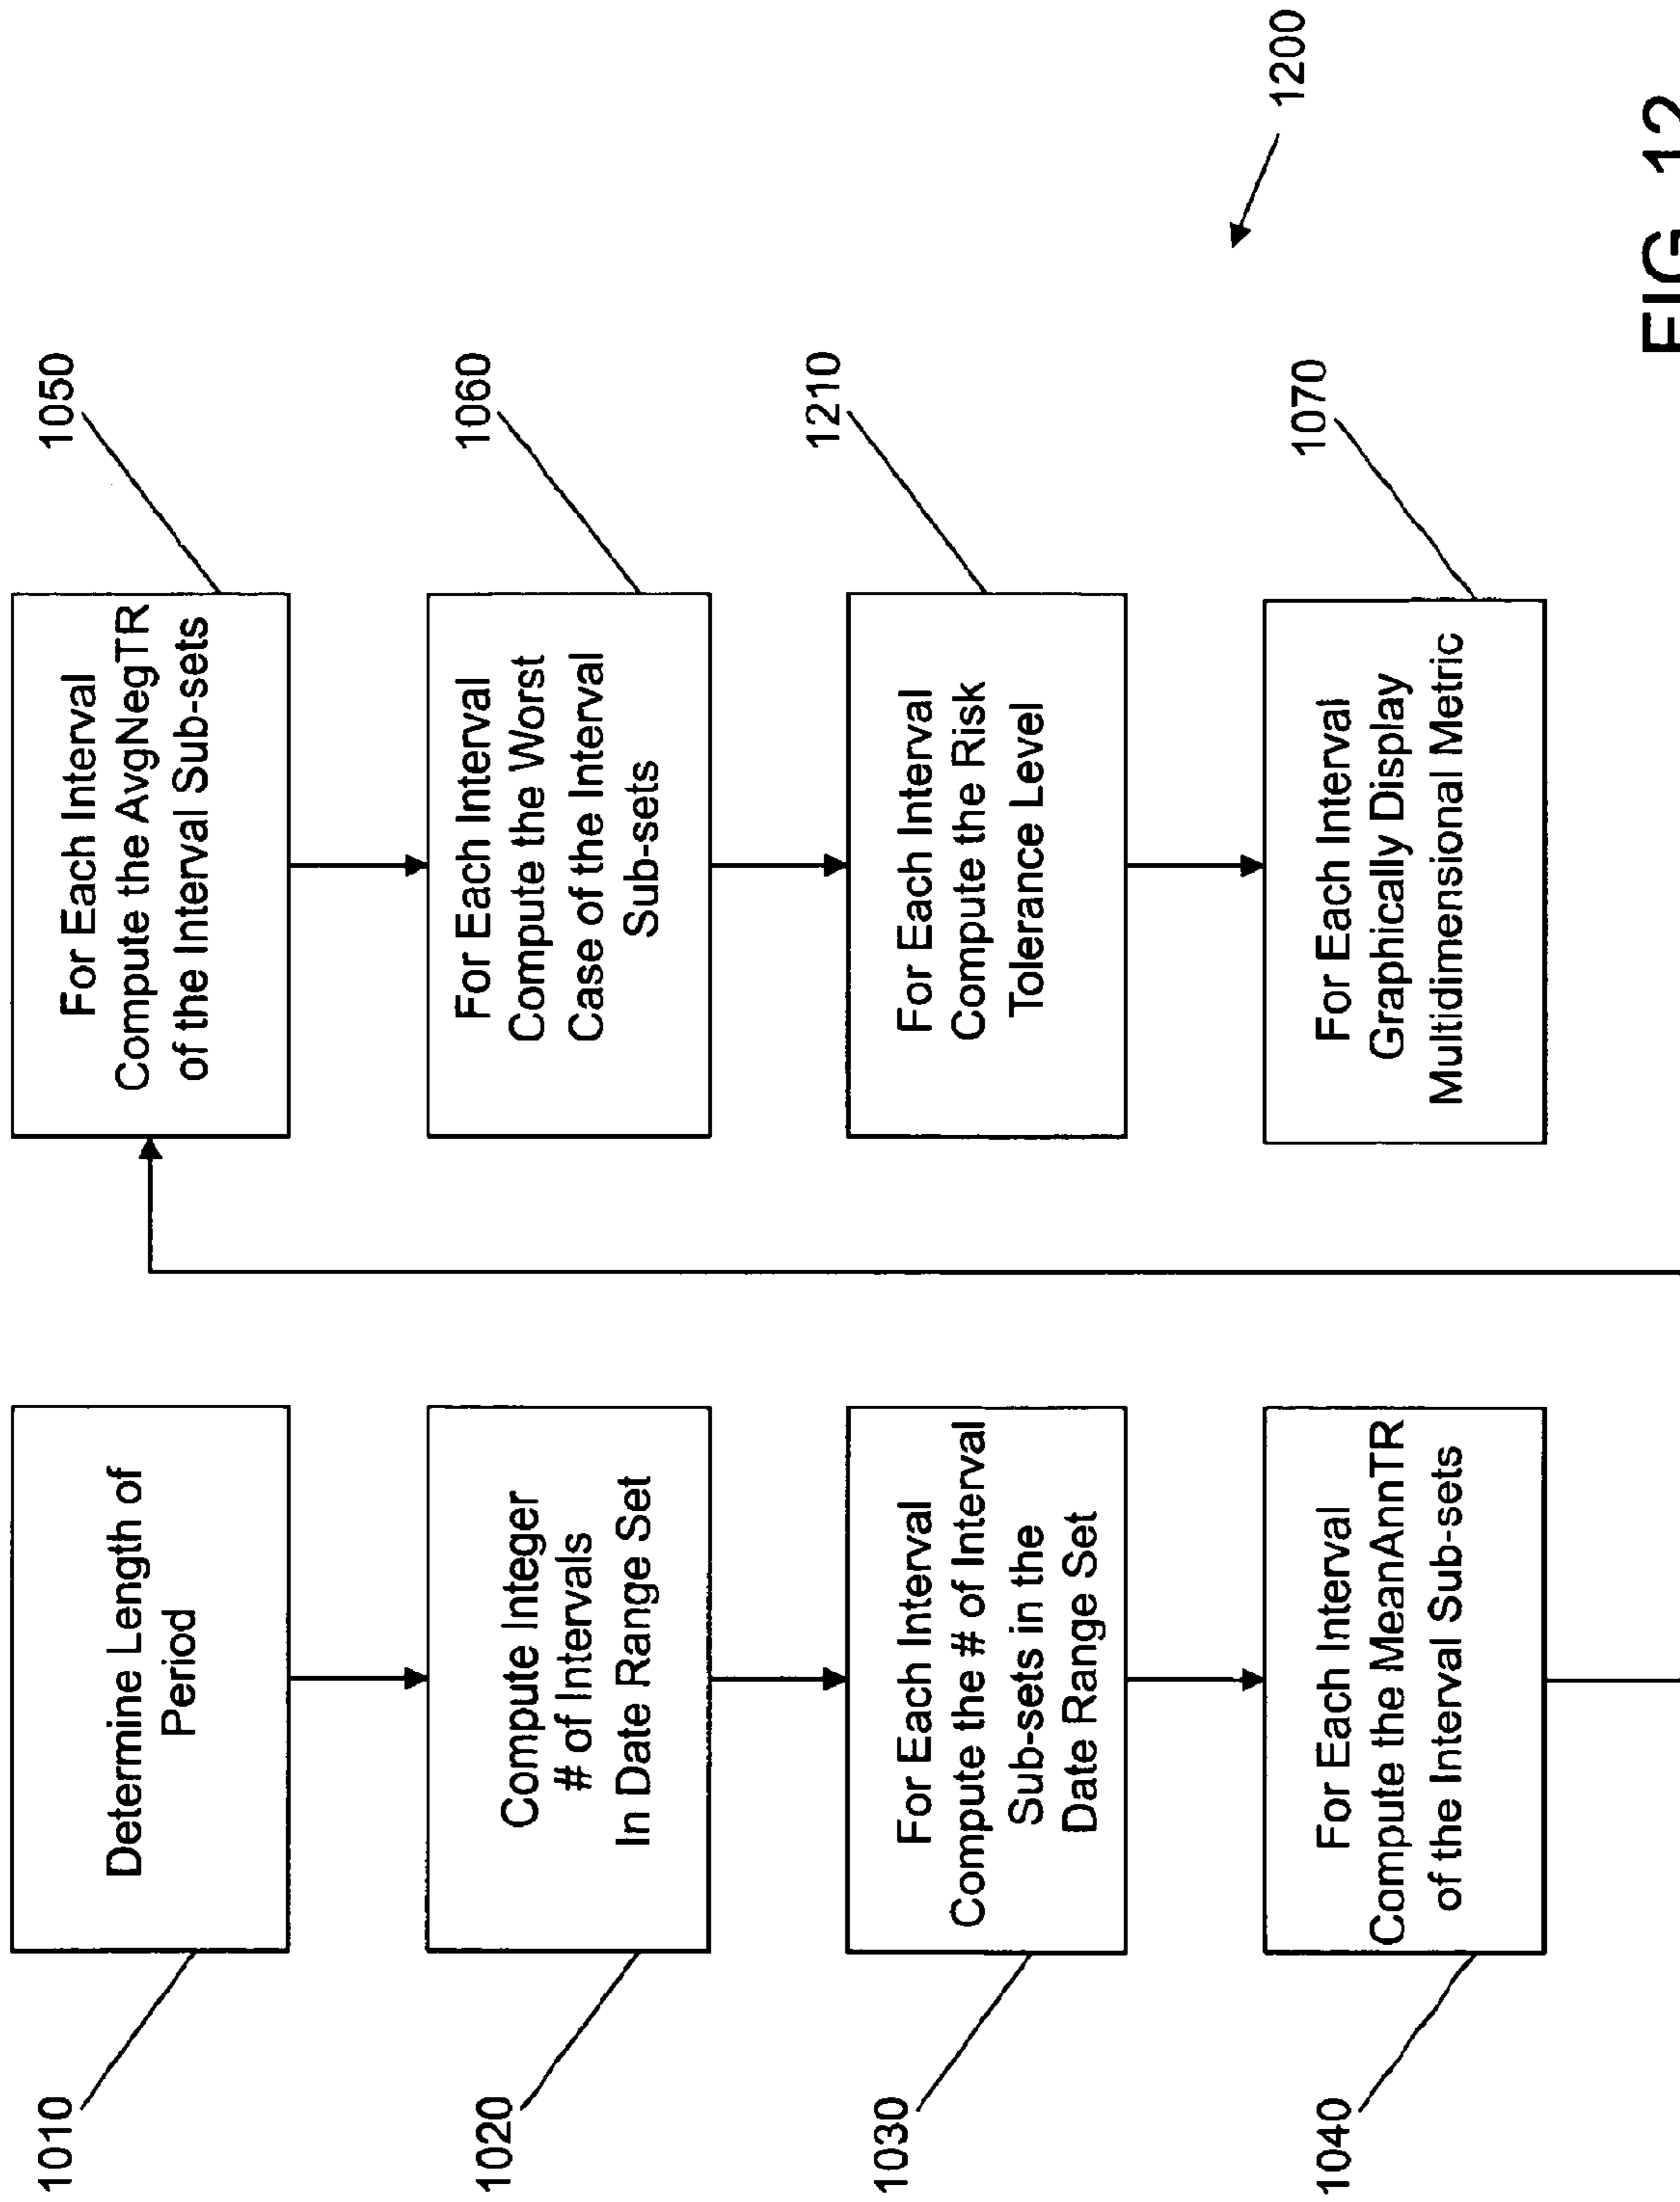 1010
Determine Length of
Period
1020
Compute Integer
# of Intervals
In Date Range Set
1030
For Each Interval
Compute the # of Interval
Sub-sets in the
Date Range Set
1040
For Each Interval
Compute the MeanAnnTR
of the Interval Sub-sets
1050
For Each Interval
Compute the AvgNegTR
of the Interval Sub-sets
1060
For Each Interval
Compute the Worst
Case of the Interval
Sub-sets
1210
For Each Interval
Compute the Risk
Tolerance Level
1070
For Each Interval
Graphically Display
Multidimensional Metric
1200
FIG. 12